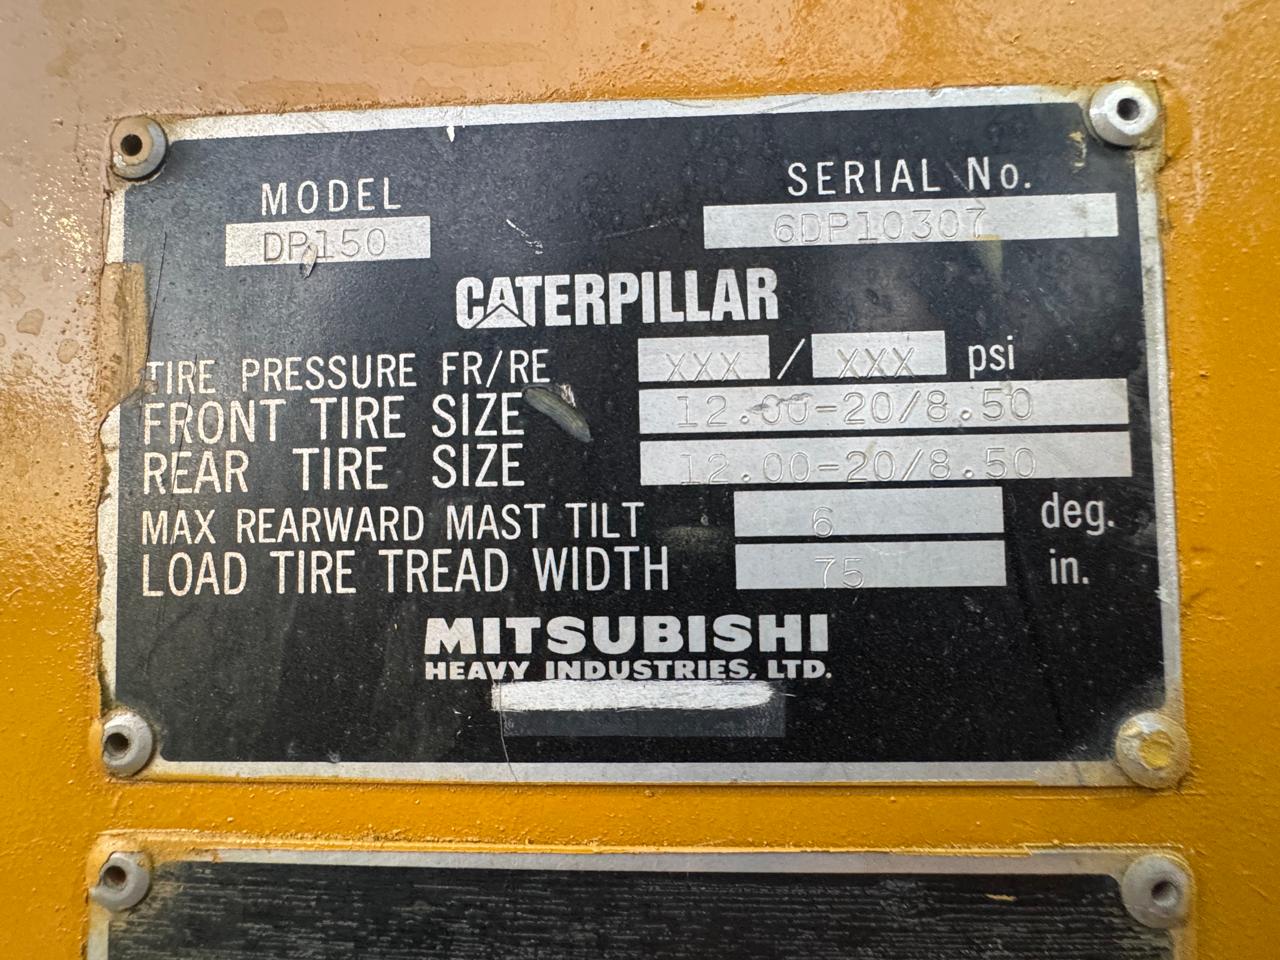 MODEL
DP150
SERIAL No.
6DP10307
CATERPILLAR
TIRE PRESSURE FR/RE XXX / XXX psi
FRONT TIRE SIZE 12.00-20/8.50
REAR TIRE SIZE 12.00-20/8.50
MAX REARWARD MAST TILT 6 deg.
LOAD TIRE TREAD WIDTH 75 in.
MITSUBISHI
HEAVY INDUSTRIES, LTD.